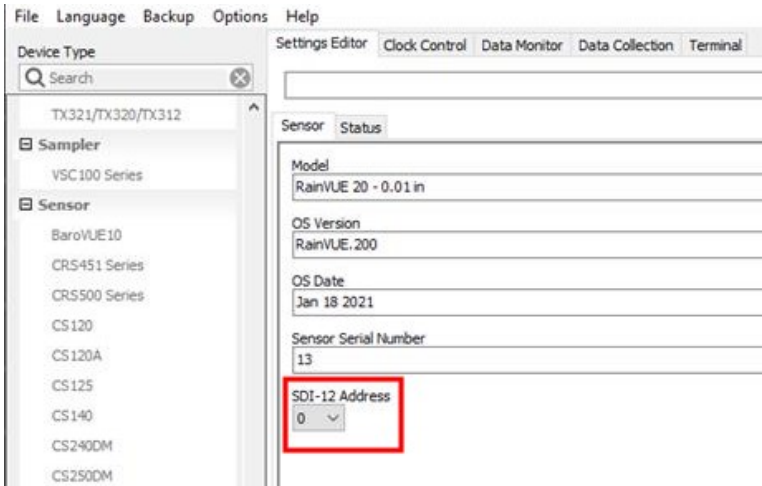 File Language Backup Options Help
Device Type
Search
TX321/TX320/TX312
Sampler
VSC100 Series
Sensor
BaroVUE10
CRS451 Series
CRS500 Series
CS120
CS120A
CS125
CS140
CS240DM
CS250DM
Settings Editor Clock Control Data Monitor Data Collection Terminal
Sensor Status
Model
RainVUE 20 - 0.01 in
OS Version
RainVUE.200
OS Date
Jan 18 2021
Sensor Serial Number
13
SDI-12 Address
0